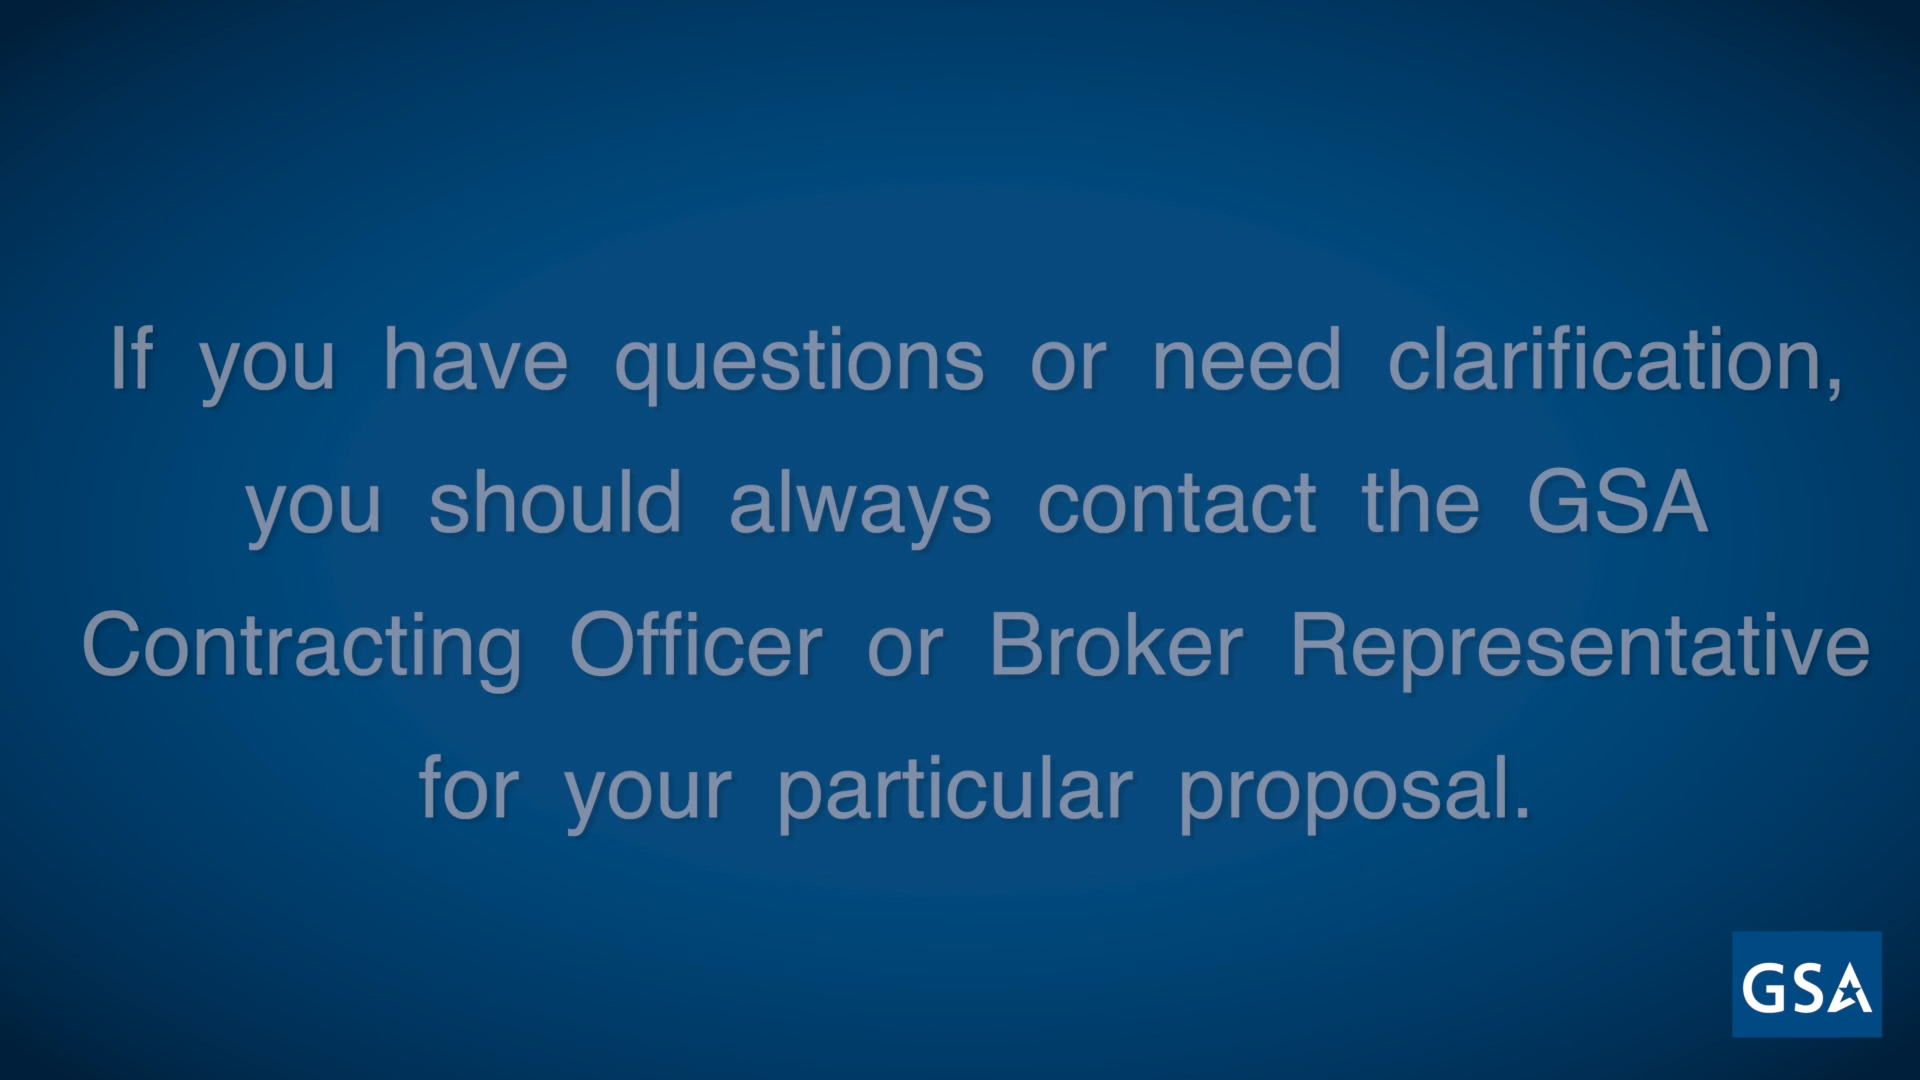 If you have questions or need clarification,
you should always contact the GSA
Contracting Officer or Broker Representative
for your particular proposal.
GSA